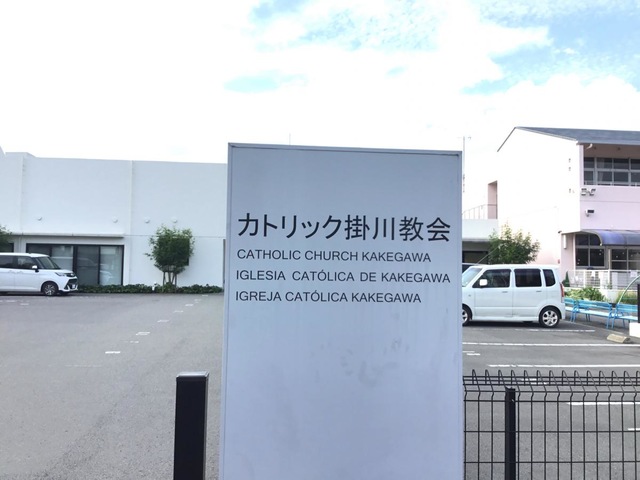 カトリック掛川教会
CATHOLIC CHURCH KAKEGAWA
IGLESIA CATÓLICA DE KAKEGAWA
IGREJA CATÓLICA KAKEGAWA